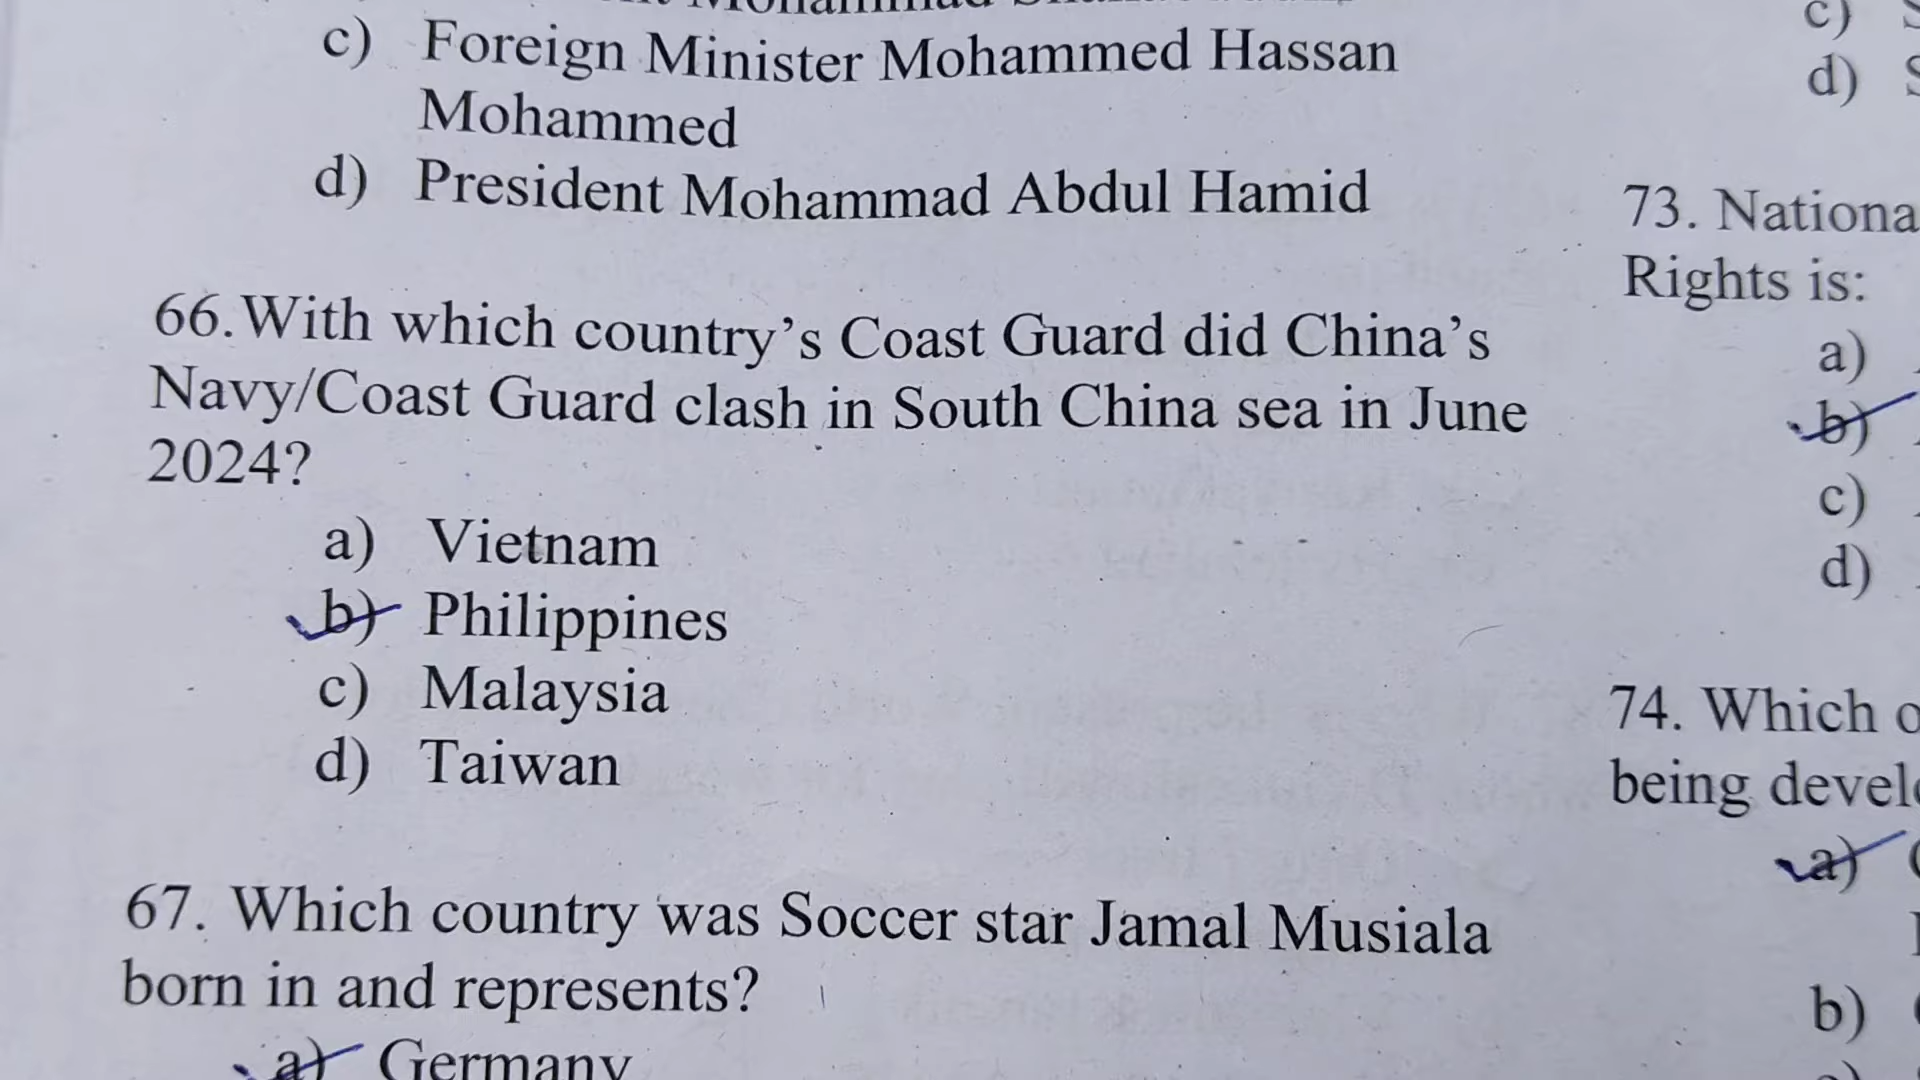 c) Foreign Minister Mohammed Hassan
Mohammed
d) President Mohammad Abdul Hamid
66.With which country’s Coast Guard did China’s
Navy/Coast Guard clash in South China sea in June
2024?
a) Vietnam
b) Philippines
c) Malaysia
d) Taiwan
67. Which country was Soccer star Jamal Musiala
born in and represents?
a) Germany
c)
d)
73. Nationa
Rights is:
a)
b)
c)
d)
74. Which
being devel
a)
b)